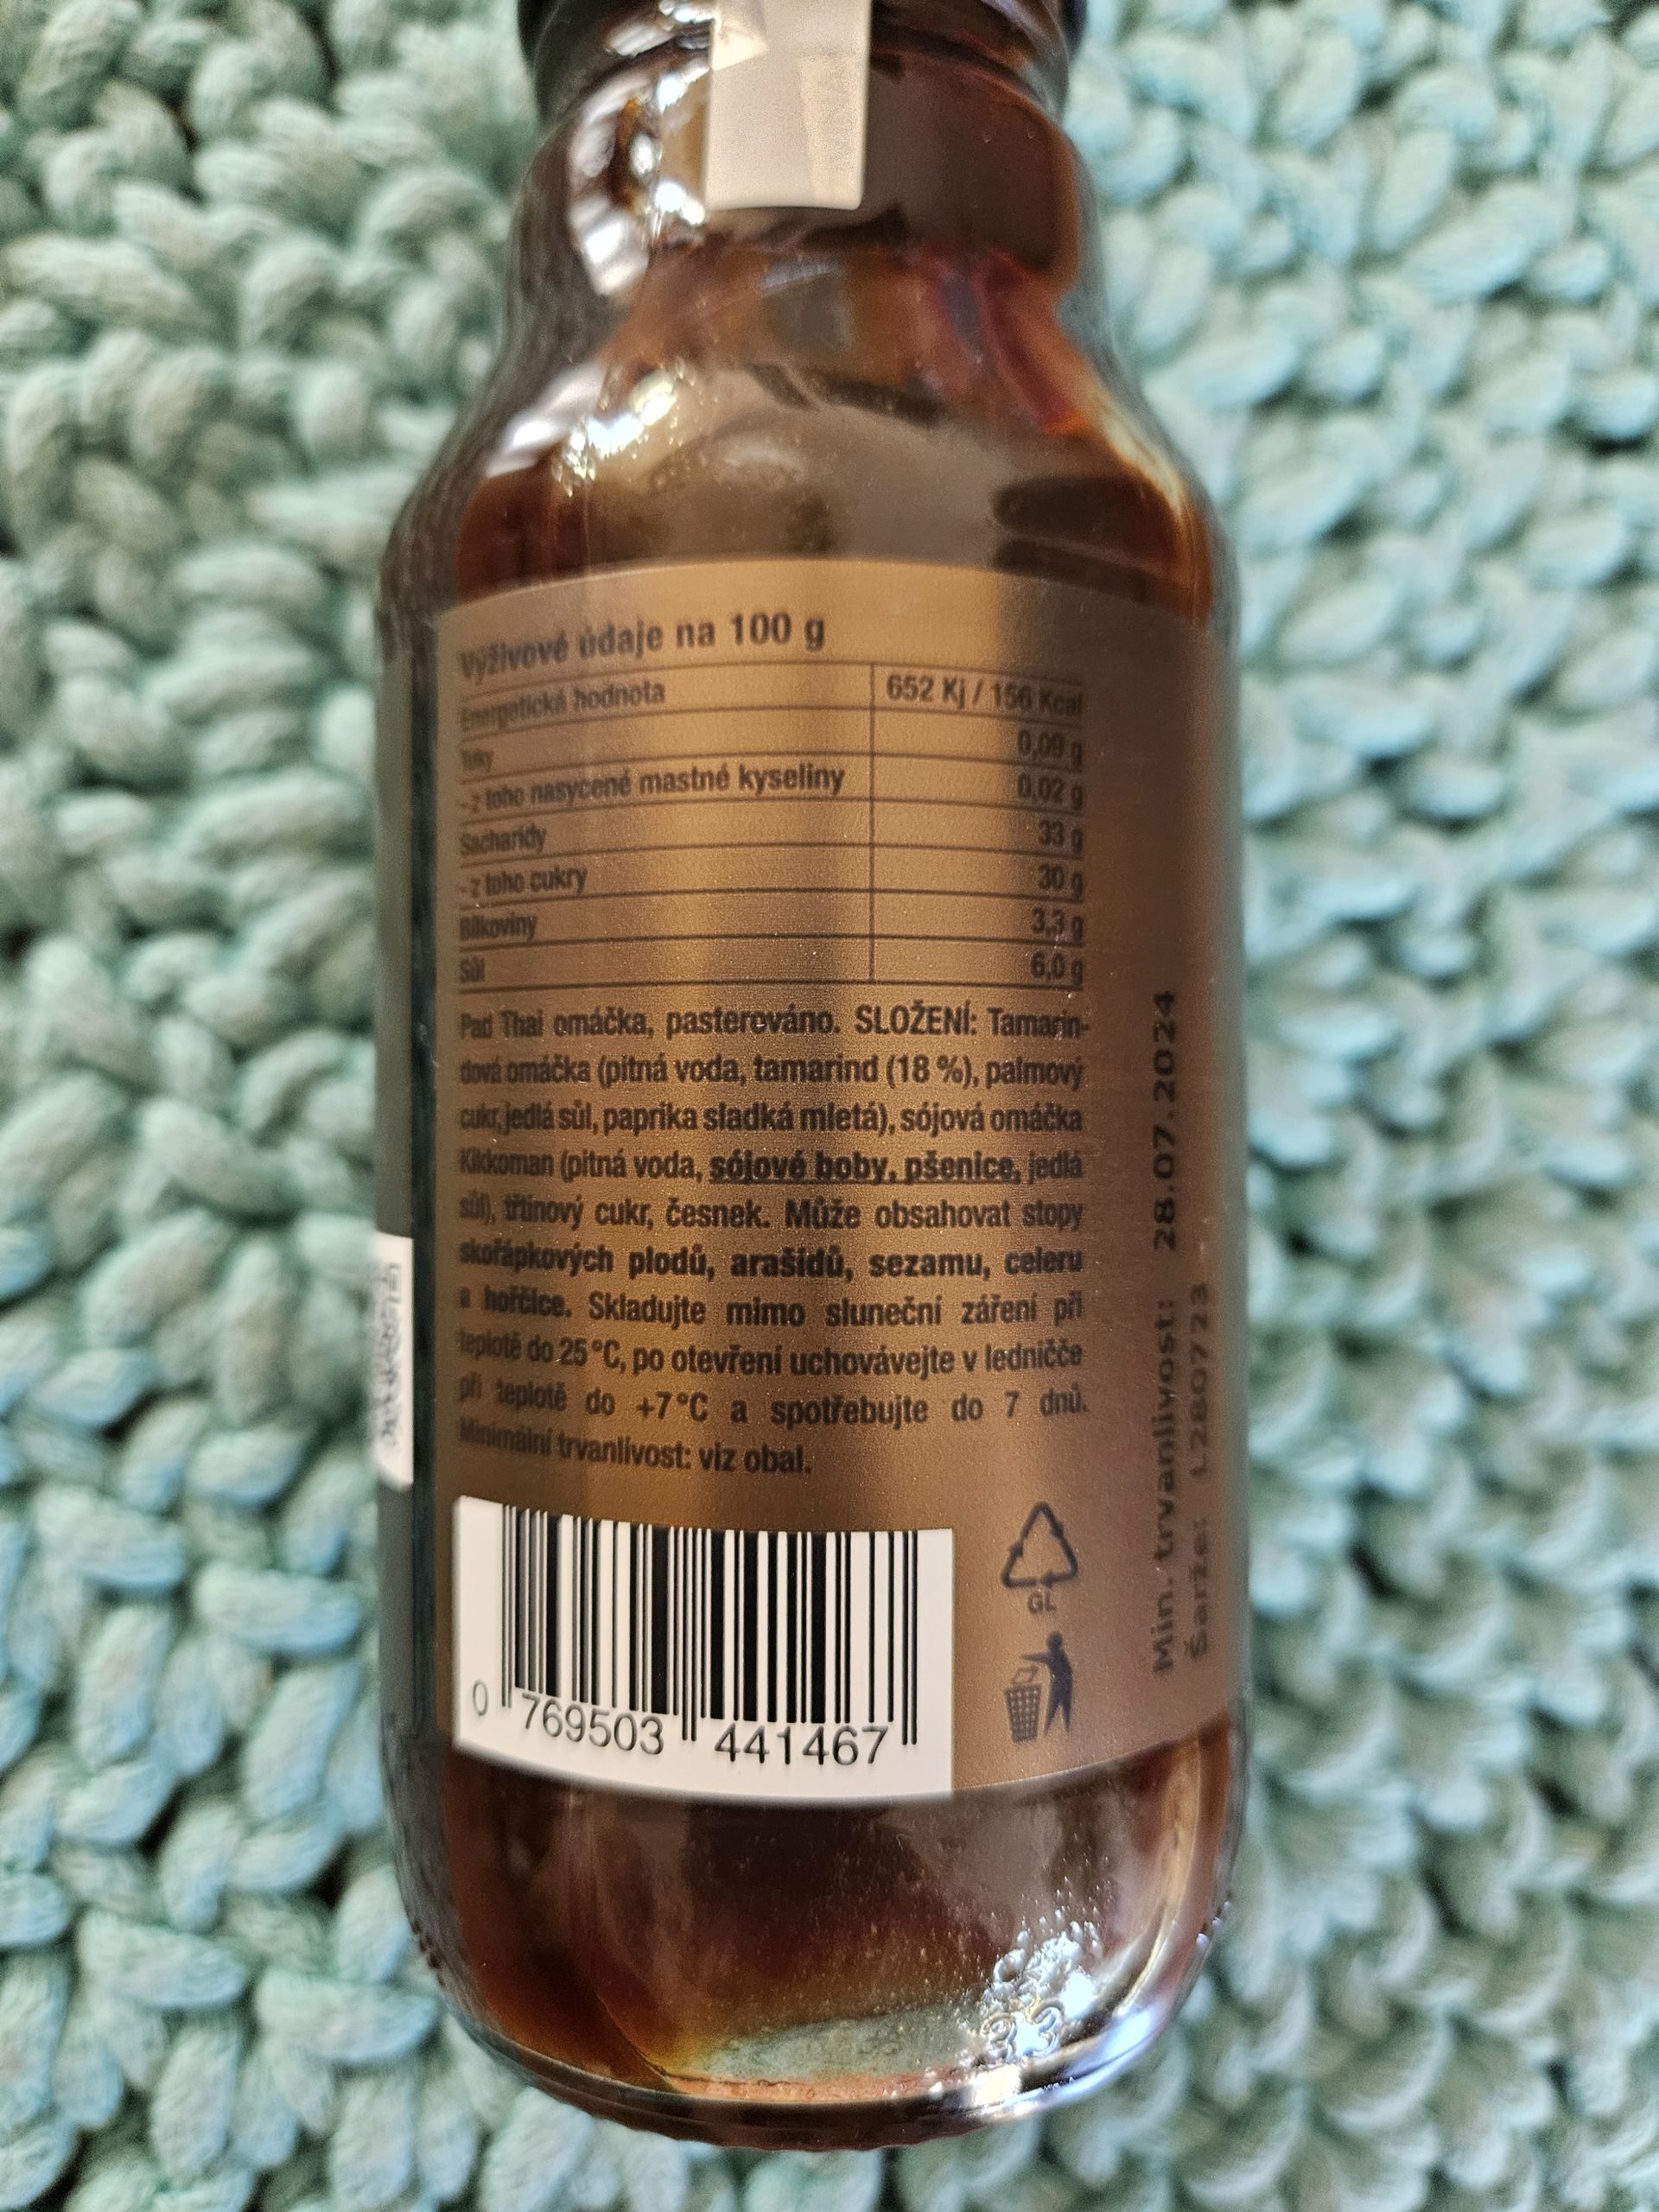 Výživové údaje na 100 g
Energetická hodnota 652 Kj / 156 Kcal
Tuky 0,09 g
- z toho nasycené mastné kyseliny 0,02 g
Sacharidy 33 g
- z toho cukry 30 g
Bílkoviny 3,3 g
Sůl 6,0 g
Pad Thai omáčka, pasterováno. SLOŽENÍ: Tamarin-
dová omáčka (pitná voda, tamarind (18 %), palmový
cukr, jedlá sůl, paprika sladká mletá), sójová omáčka
Kikkoman (pitná voda, sójové boby, pšenice, jedlá
sůl), třtinový cukr, česnek. Může obsahovat stopy
skořápkových plodů, arašídů, sezamu, celeru
a hořčice. Skladujte mimo sluneční záření při
teplotě do 25 °C, po otevření uchovávejte v ledničče
při teplotě do +7 °C a spotřebujte do 7 dnů.
Minimální trvanlivost: viz obal.
0 769503 441467
GL
Min. trvanlivost: 28.07.2024
Šarže: L280723
33